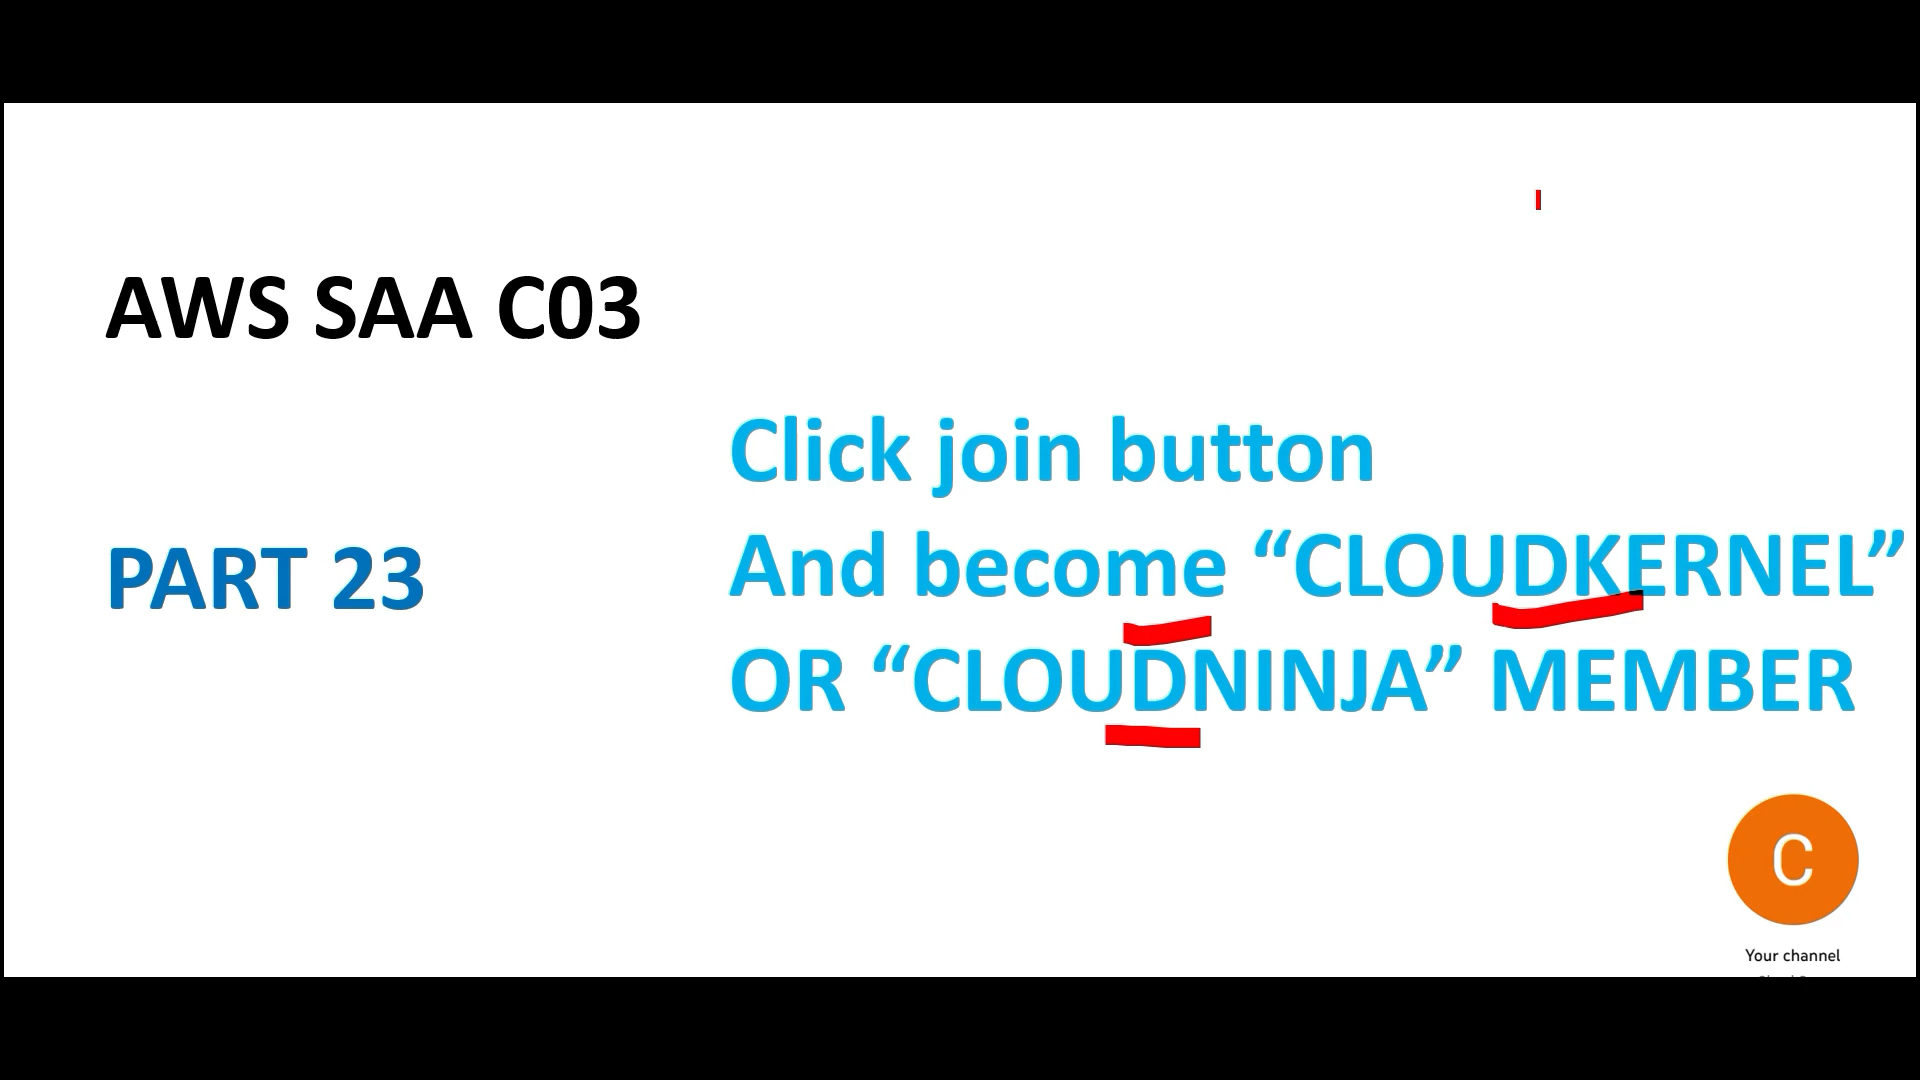 AWS SAA C03
PART 23
Click join button
And become “CLOUDKERNEL”
OR “CLOUDNINJA” MEMBER
C
Your channel